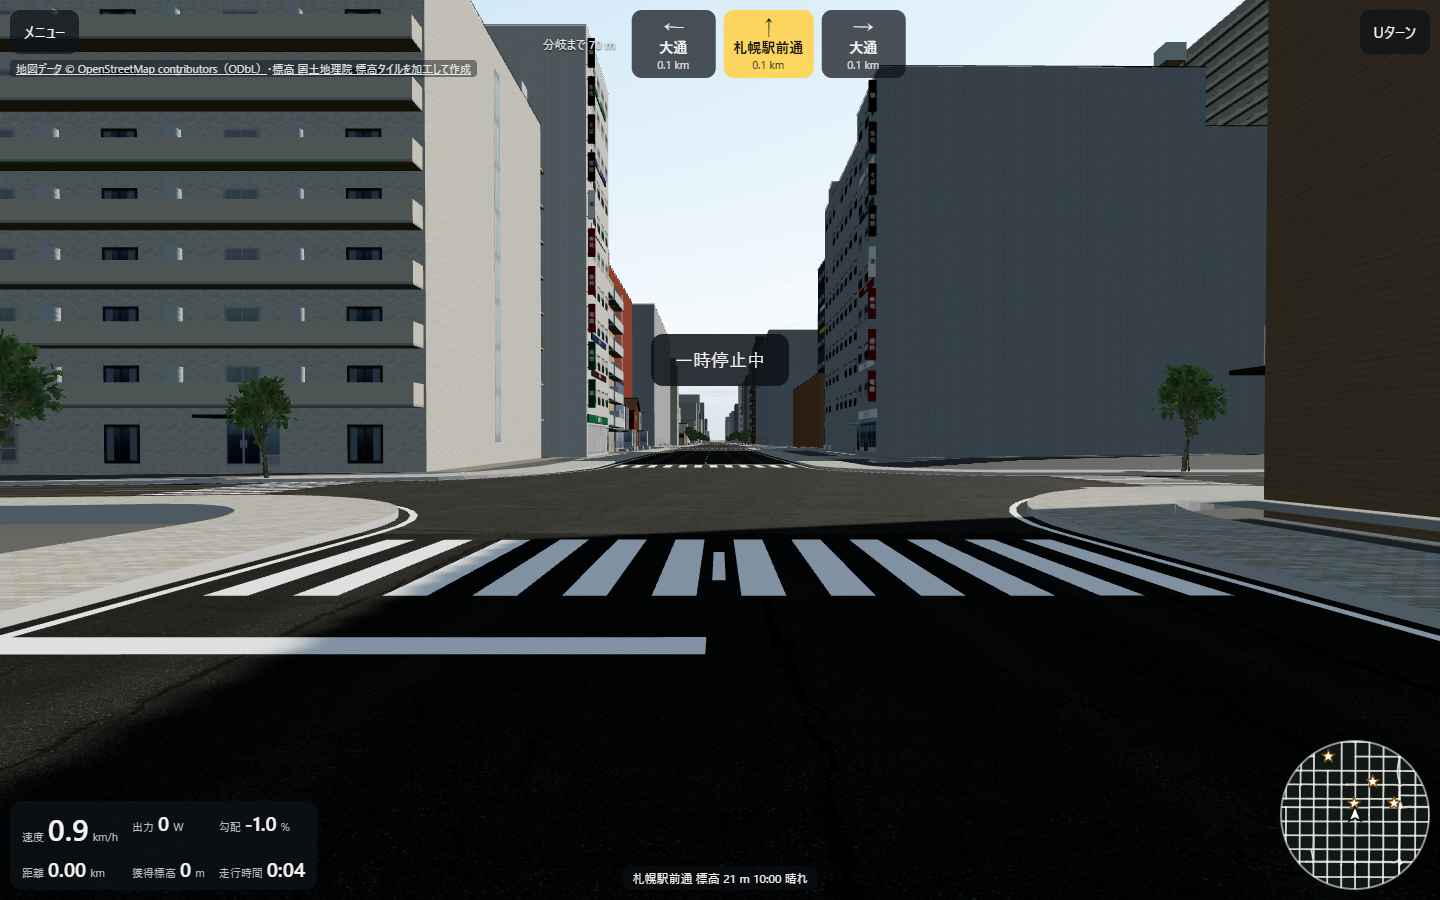 メニュー
地図データ © OpenStreetMap contributors（ODbL）・標高 国土地理院 標高タイルを加工して作成
分岐まで 70 m
←
大通
0.1 km
↑
札幌駅前通
0.1 km
→
大通
0.1 km
Uターン
一時停止中
速度 0.9 km/h
出力 0 W
勾配 -1.0 %
距離 0.00 km
獲得標高 0 m
走行時間 0:04
札幌駅前通 標高 21 m 10:00 晴れ